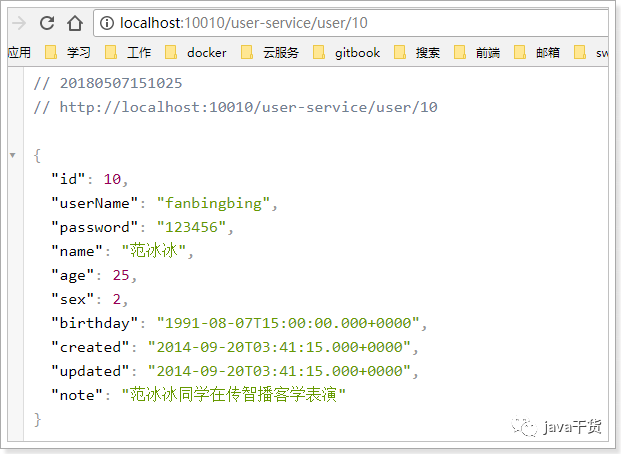 localhost:10010/user-service/user/10
应用 学习 工作 docker 云服务 gitbook 搜索 前端 邮箱 sw
// 20180507151025
// http://localhost:10010/user-service/user/10
{
"id": 10,
"userName": "fanbingbing",
"password": "123456",
"name": "范冰冰",
"age": 25,
"sex": 2,
"birthday": "1991-08-07T15:00:00.000+0000",
"created": "2014-09-20T03:41:15.000+0000",
"updated": "2014-09-20T03:41:15.000+0000",
"note": "范冰冰同学在传智播客学表演"
}
java干货